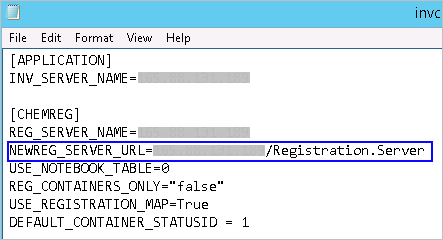 invc
File Edit Format View Help
[APPLICATION]
INV_SERVER_NAME=
[CHEMREG]
REG_SERVER_NAME=
NEWREG_SERVER_URL= /Registration.Server
USE_NOTEBOOK_TABLE=0
REG_CONTAINERS_ONLY="false"
USE_REGISTRATION_MAP=True
DEFAULT_CONTAINER_STATUSID = 1